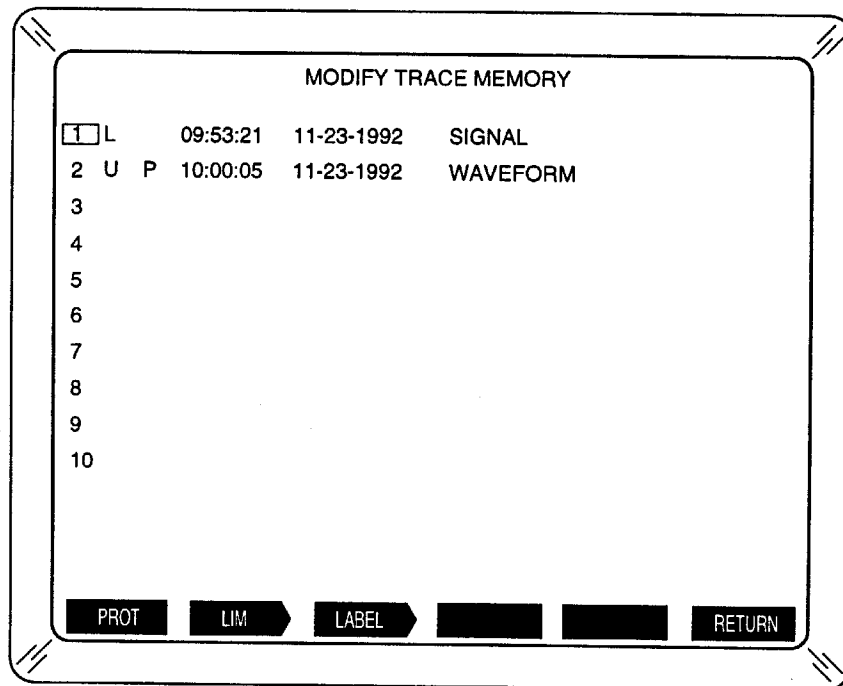 MODIFY TRACE MEMORY
1 L 09:53:21 11-23-1992 SIGNAL
2 U P 10:00:05 11-23-1992 WAVEFORM
3
4
5
6
7
8
9
10
PROT LIM LABEL RETURN